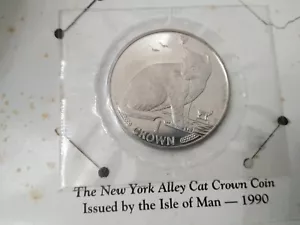 CROWN
The New York Alley Cat Crown Coin
Issued by the Isle of Man — 1990